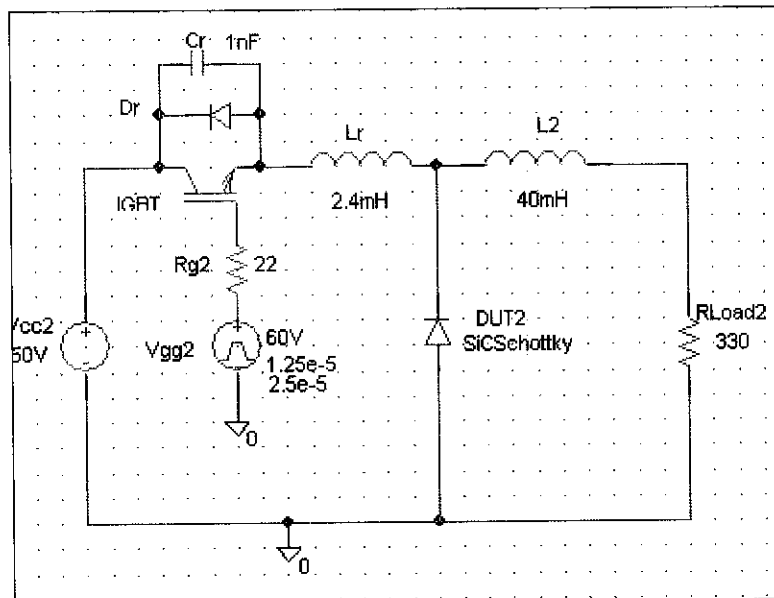 Cr 1nF
Dr
Lr
L2
IGBT
2.4mH
40mH
Rg2 22
DUT2
SiCSchottky
RLoad2
330
Vcc2
50V
Vgg2
60V
1.25e-5
2.5e-5
0
0